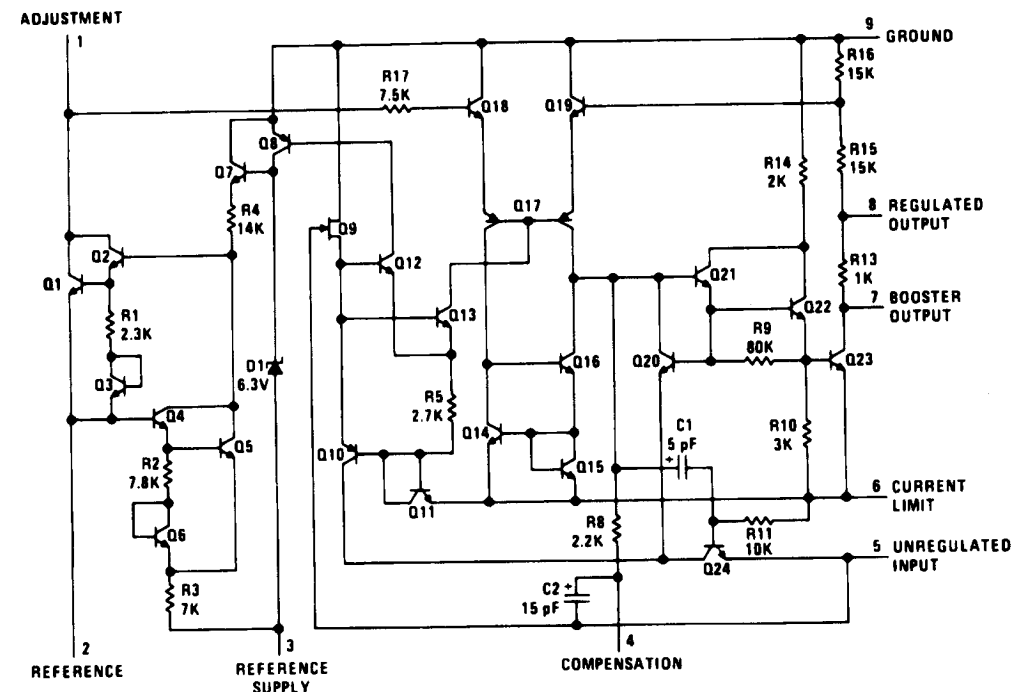 ADJUSTMENT
1
9
GROUND
R16
15K
R17
7.5K
Q18
Q19
Q8
R15
15K
R14
2K
Q7
8
REGULATED
OUTPUT
R4
14K
Q17
Q9
Q2
Q12
Q21
R13
1K
Q1
7
BOOSTER
OUTPUT
Q22
R1
2.3K
Q13
R9
80K
Q20
Q23
D1
6.3V
Q16
Q3
R5
2.7K
Q4
C1
5 pF
+
R10
3K
Q14
Q5
Q10
R2
7.8K
Q15
6
CURRENT
LIMIT
Q11
R8
2.2K
Q6
R11
10K
5
UNREGULATED
INPUT
Q24
R3
7K
C2
+
15 pF
2
REFERENCE
3
REFERENCE
SUPPLY
4
COMPENSATION